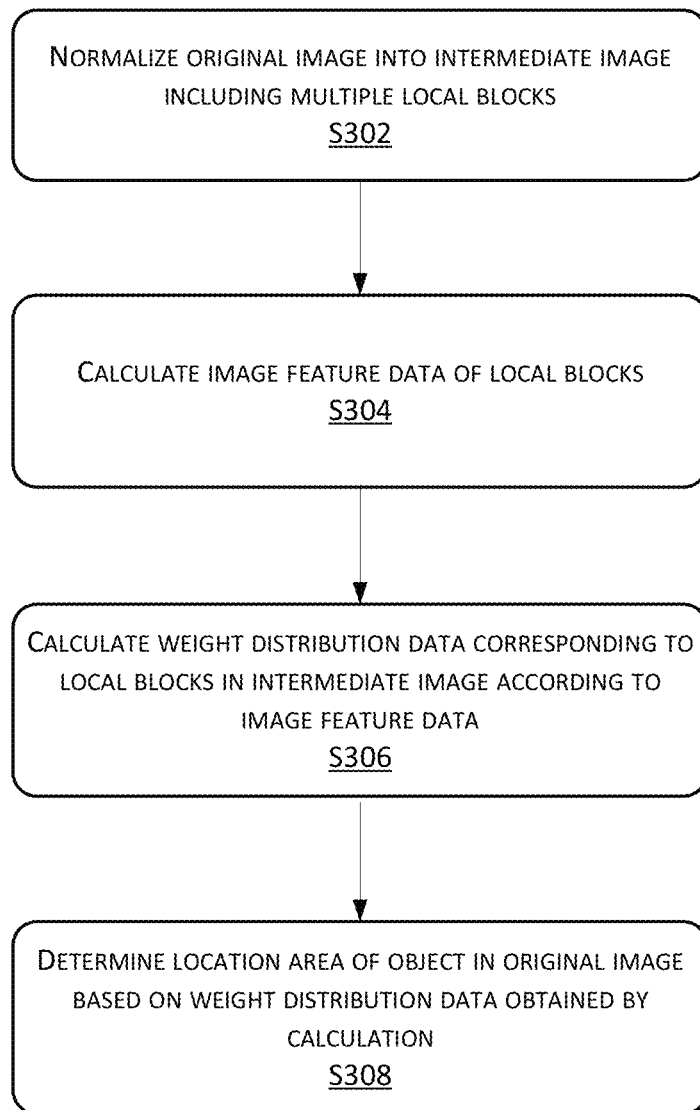 NORMALIZE ORIGINAL IMAGE INTO INTERMEDIATE IMAGE
INCLUDING MULTIPLE LOCAL BLOCKS
S302
CALCULATE IMAGE FEATURE DATA OF LOCAL BLOCKS
S304
CALCULATE WEIGHT DISTRIBUTION DATA CORRESPONDING TO
LOCAL BLOCKS IN INTERMEDIATE IMAGE ACCORDING TO
IMAGE FEATURE DATA
S306
DETERMINE LOCATION AREA OF OBJECT IN ORIGINAL IMAGE
BASED ON WEIGHT DISTRIBUTION DATA OBTAINED BY
CALCULATION
S308